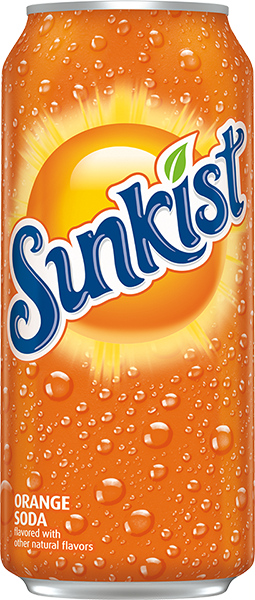 Sunkist
ORANGE
SODA
flavored with
other natural flavors